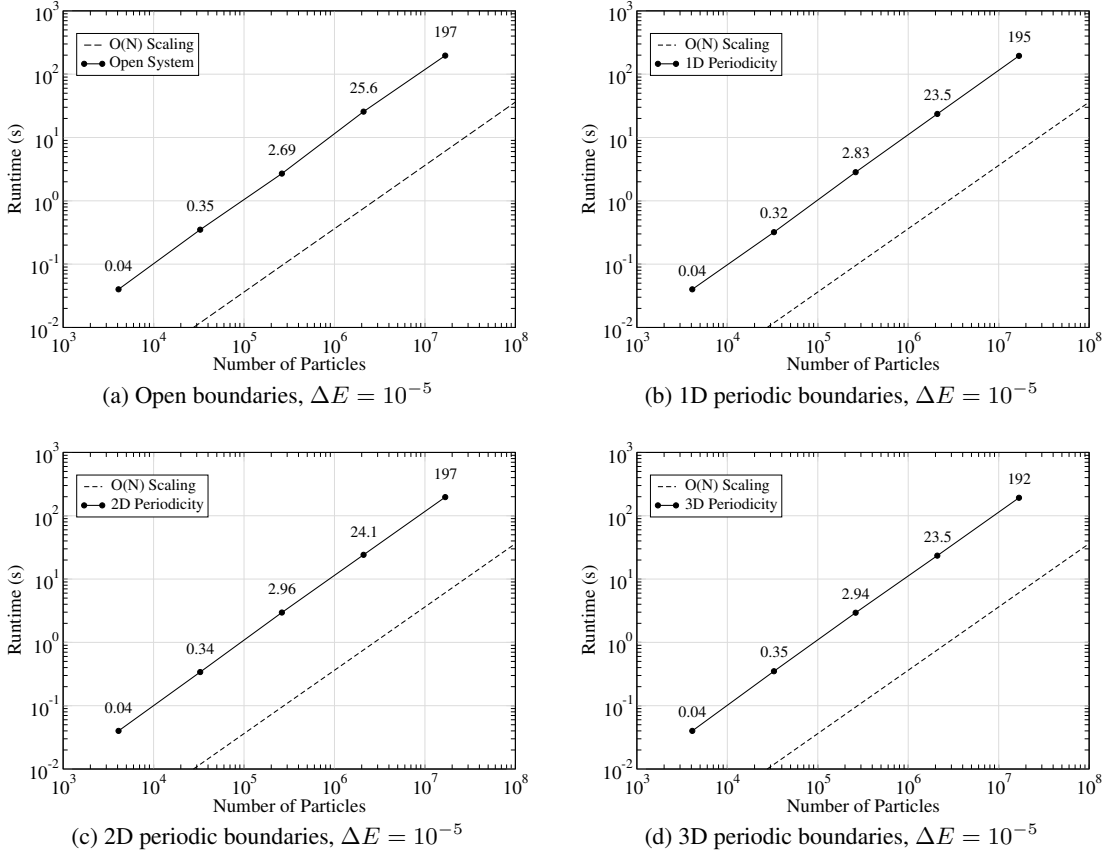 10^3
10^2
10^1
10^0
10^-1
10^-2
Runtime (s)
O(N) Scaling
Open System
0.04
0.35
2.69
25.6
197
10^3 10^4 10^5 10^6 10^7 10^8
Number of Particles
(a) Open boundaries, ΔE = 10^−5
10^3
10^2
10^1
10^0
10^-1
10^-2
Runtime (s)
O(N) Scaling
1D Periodicity
0.04
0.32
2.83
23.5
195
10^3 10^4 10^5 10^6 10^7 10^8
Number of Particles
(b) 1D periodic boundaries, ΔE = 10^−5
10^3
10^2
10^1
10^0
10^-1
10^-2
Runtime (s)
O(N) Scaling
2D Periodicity
0.04
0.34
2.96
24.1
197
10^3 10^4 10^5 10^6 10^7 10^8
Number of Particles
(c) 2D periodic boundaries, ΔE = 10^−5
10^3
10^2
10^1
10^0
10^-1
10^-2
Runtime (s)
O(N) Scaling
3D Periodicity
0.04
0.35
2.94
23.5
192
10^3 10^4 10^5 10^6 10^7 10^8
Number of Particles
(d) 3D periodic boundaries, ΔE = 10^−5